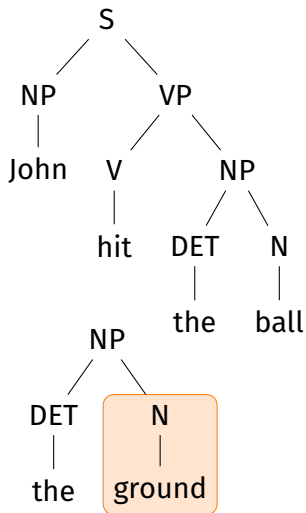 S
NP VP
John V NP
hit DET N
the ball
NP
DET N
the ground